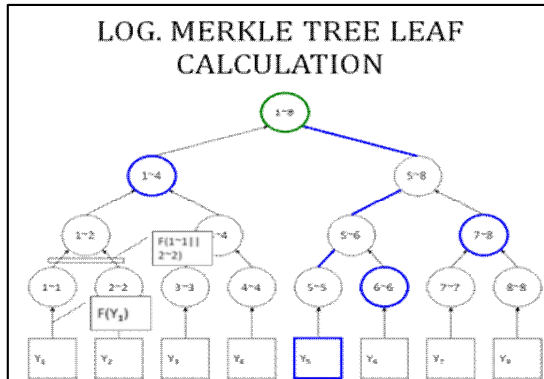 LOG. MERKLE TREE LEAF
CALCULATION
1~8
1~4
5~8
1~2
~4
5~6
7~8
F(1~1||
2~2)
1~1
2~2
3~3
4~4
5~5
6~6
7~7
8~8
F(Y₁)
Y₁
Y₂
Y₃
Y₄
Y₅
Y₆
Y₇
Y₈